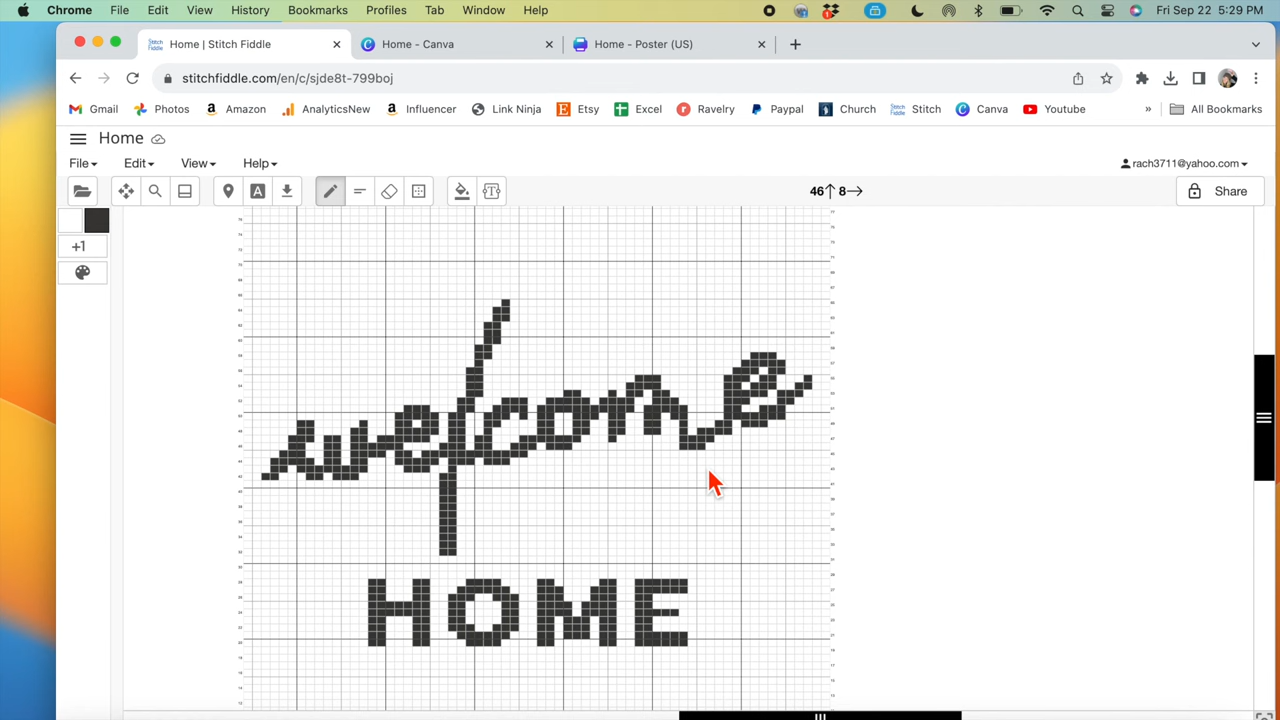 Chrome File Edit View History Bookmarks Profiles Tab Window Help Fri Sep 22 5:29 PM
Home | Stitch Fiddle Home - Canva Home - Poster (US)
stitchfiddle.com/en/c/sjde8t-799boj
Gmail Photos Amazon AnalyticsNew Influencer Link Ninja Etsy Excel Ravelry Paypal Church Stitch Canva Youtube » All Bookmarks
Home
File Edit View Help rach3711@yahoo.com
A T 46↑ 8→ Share
+1
welcome
HOME